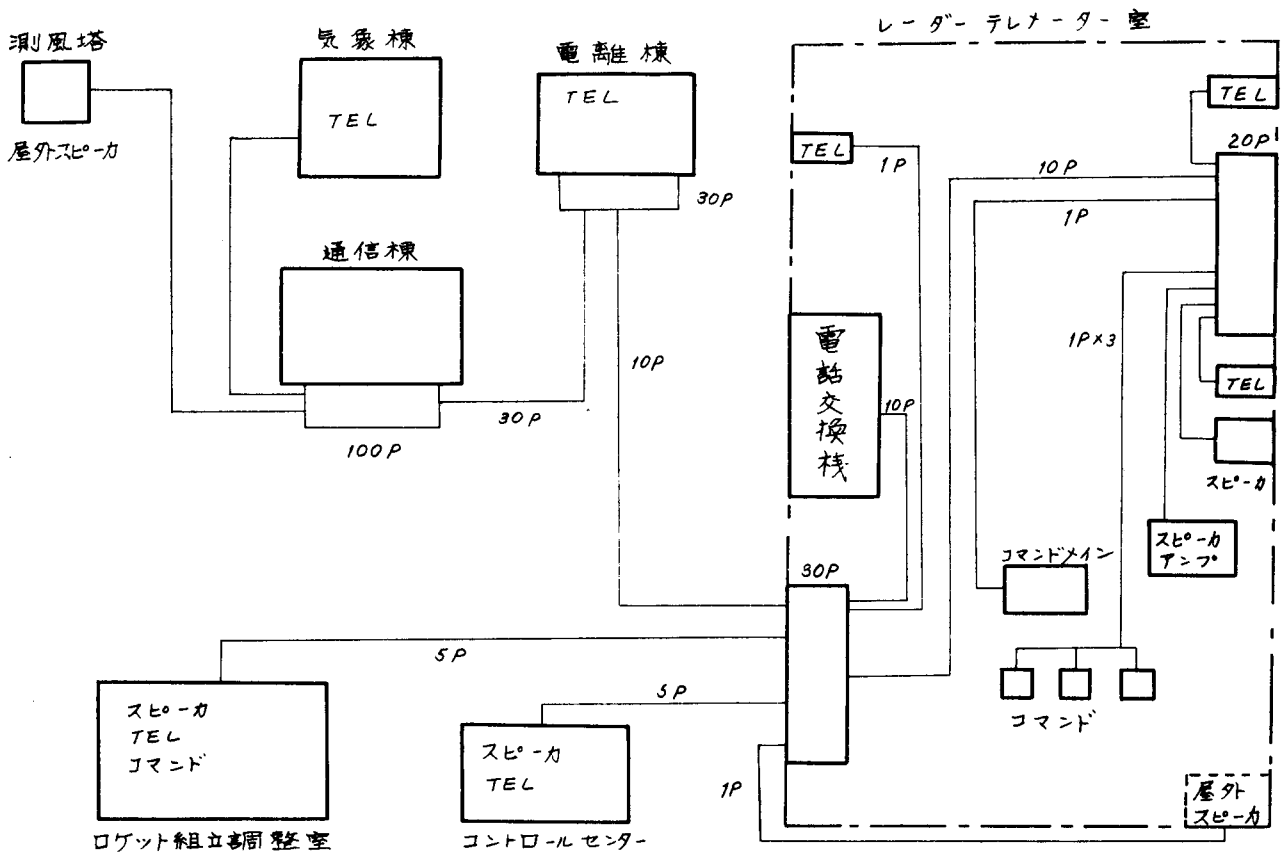 レーダーテレメーター室
測風塔
屋外スピーカ
気象棟
TEL
電離棟
TEL
30P
通信棟
100P
30P
10P
TEL
1P
10P
1P
TEL
20P
1P×3
TEL
スピーカ
スピーカ
アンプ
電話交換桟
10P
30P
コマンドメイン
コマンド
5P
スピーカ
TEL
コマンド
ロケット組立調整室
5P
スピーカ
TEL
コントロールセンター
1P
屋外
スピーカ